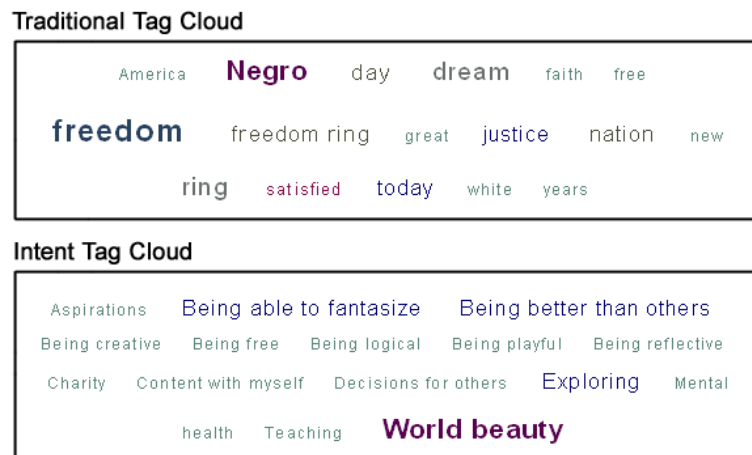 Traditional Tag Cloud
America Negro day dream faith free
freedom freedom ring great justice nation new
ring satisfied today white years
Intent Tag Cloud
Aspirations Being able to fantasize Being better than others
Being creative Being free Being logical Being playful Being reflective
Charity Content with myself Decisions for others Exploring Mental
health Teaching World beauty